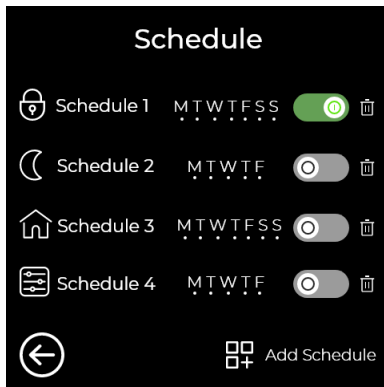 Schedule
Schedule 1 MTWTFSS
Schedule 2 MTWTF
Schedule 3 MTWTFSS
Schedule 4 MTWTF
Add Schedule